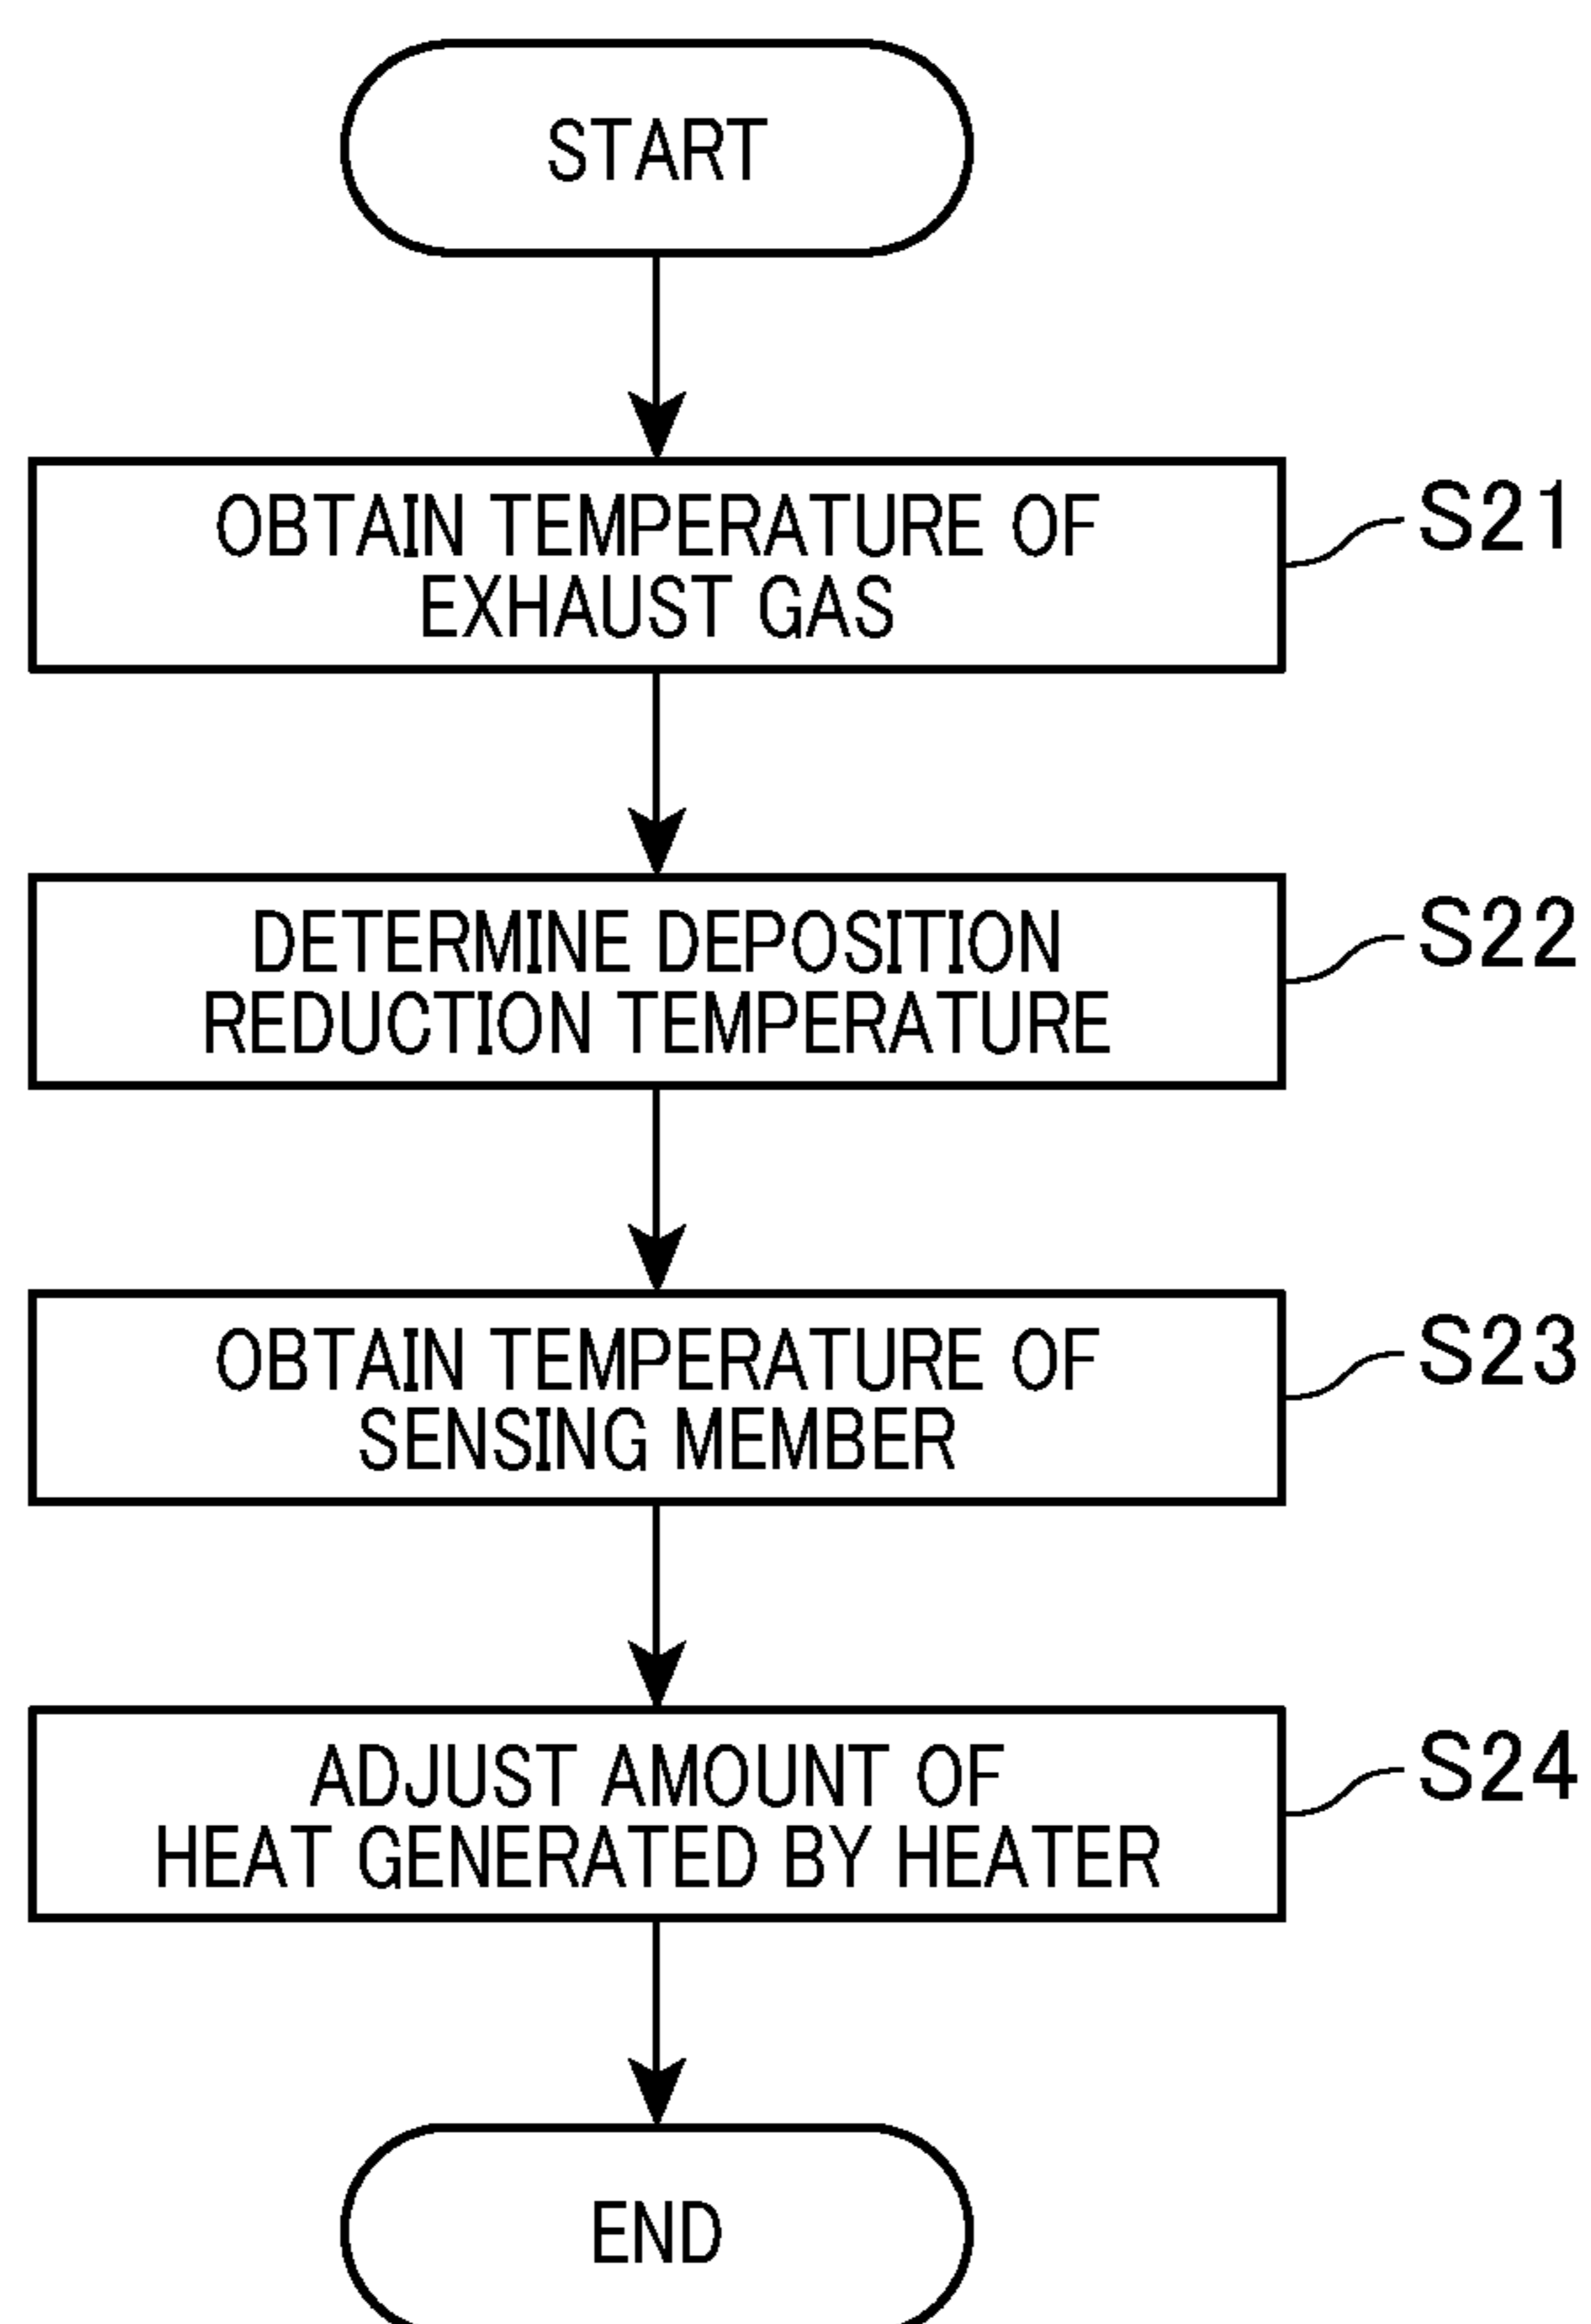 START
OBTAIN TEMPERATURE OF
EXHAUST GAS
S21
DETERMINE DEPOSITION
REDUCTION TEMPERATURE
S22
OBTAIN TEMPERATURE OF
SENSING MEMBER
S23
ADJUST AMOUNT OF
HEAT GENERATED BY HEATER
S24
END